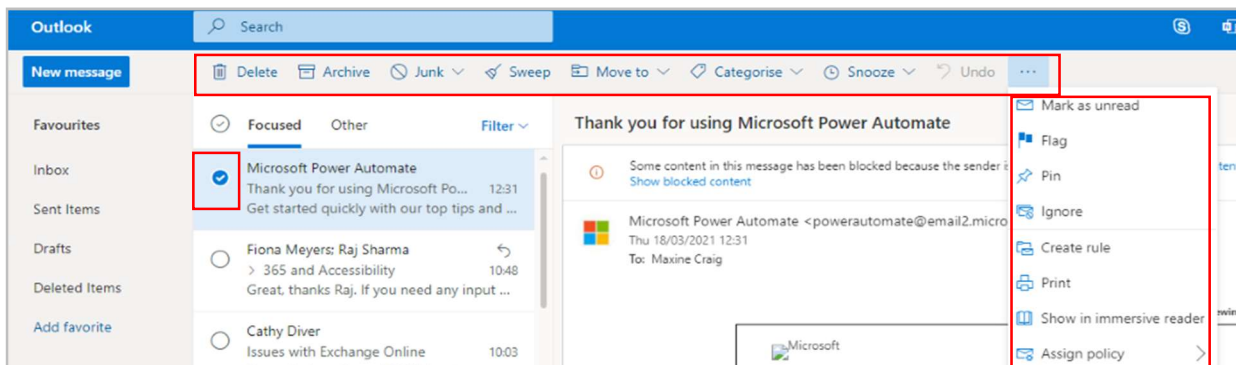 Outlook
Search
New message
Delete Archive Junk Sweep Move to Categorise Snooze Undo ...
Favourites
Inbox
Sent Items
Drafts
Deleted Items
Add favorite
Focused Other Filter
Microsoft Power Automate
Thank you for using Microsoft Po... 12:31
Get started quickly with our top tips and ...
Fiona Meyers; Raj Sharma
> 365 and Accessibility 10:48
Great, thanks Raj. If you need any input ...
Cathy Diver
Issues with Exchange Online 10:03
Thank you for using Microsoft Power Automate
Some content in this message has been blocked because the sender i
Show blocked content
Microsoft Power Automate <powerautomate@email2.micro
Thu 18/03/2021 12:31
To: Maxine Craig
Microsoft
Mark as unread
Flag
Pin
Ignore
Create rule
Print
Show in immersive reader
Assign policy